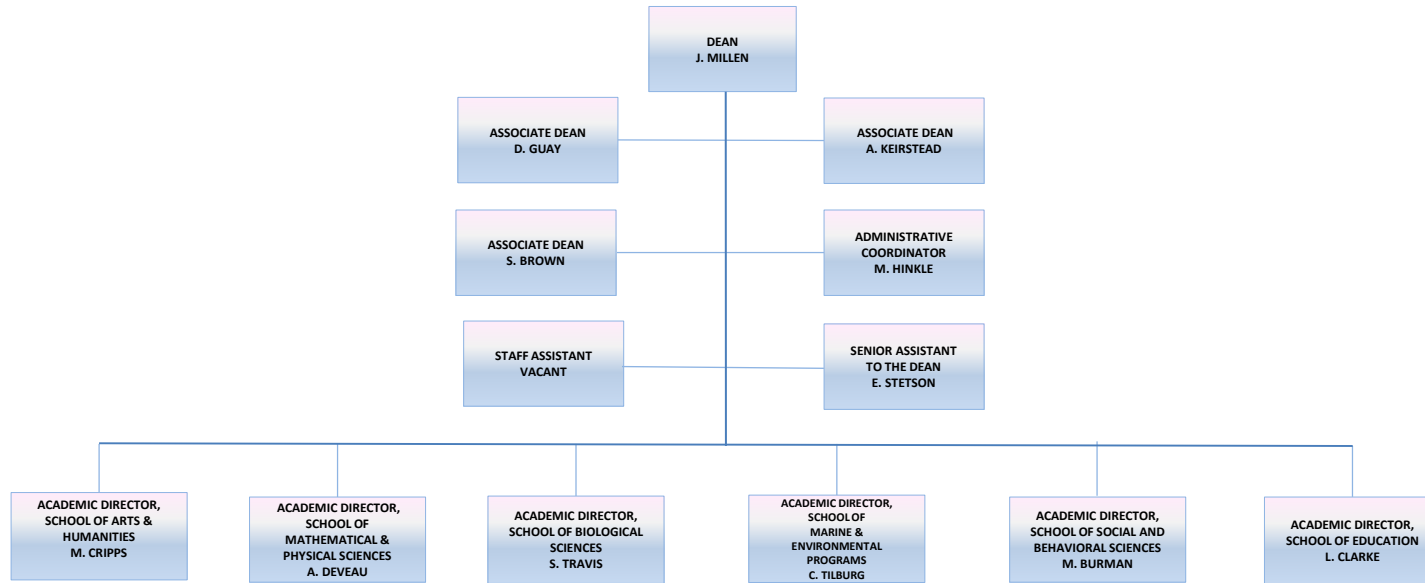 DEAN
J. MILLEN
ASSOCIATE DEAN
D. GUAY
ASSOCIATE DEAN
A. KEIRSTEAD
ASSOCIATE DEAN
S. BROWN
ADMINISTRATIVE
COORDINATOR
M. HINKLE
STAFF ASSISTANT
VACANT
SENIOR ASSISTANT
TO THE DEAN
E. STETSON
ACADEMIC DIRECTOR,
SCHOOL OF ARTS &
HUMANITIES
M. CRIPPS
ACADEMIC DIRECTOR,
SCHOOL OF
MATHEMATICAL &
PHYSICAL SCIENCES
A. DEVEAU
ACADEMIC DIRECTOR,
SCHOOL OF BIOLOGICAL
SCIENCES
S. TRAVIS
ACADEMIC DIRECTOR,
SCHOOL OF
MARINE &
ENVIRONMENTAL
PROGRAMS
C. TILBURG
ACADEMIC DIRECTOR,
SCHOOL OF SOCIAL AND
BEHAVIORAL SCIENCES
M. BURMAN
ACADEMIC DIRECTOR,
SCHOOL OF EDUCATION
L. CLARKE